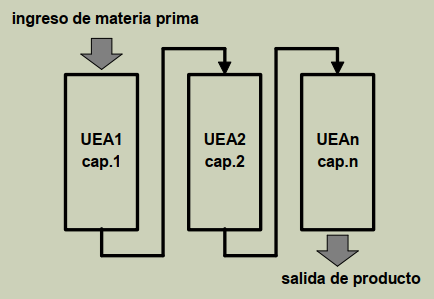 ingreso de materia prima
UEA1
cap.1
UEA2
cap.2
UEAn
cap.n
salida de producto